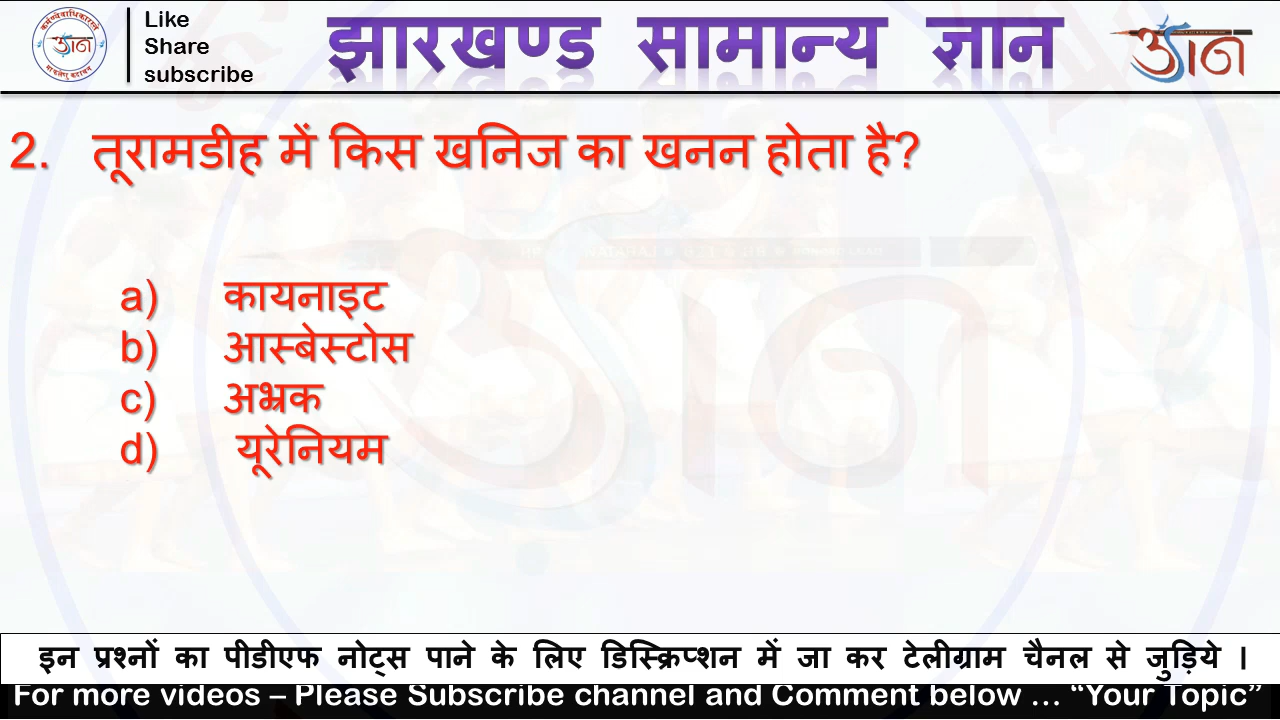 Like
Share
subscribe
झारखण्ड सामान्य ज्ञान
ज्ञान
2. तूरामडीह में किस खनिज का खनन होता है?
a) कायनाइट
b) आस्बेस्टोस
c) अभ्रक
d) यूरेनियम
इन प्रश्नों का पीडीएफ नोट्स पाने के लिए डिस्क्रिप्शन में जा कर टेलीग्राम चैनल से जुड़िये ।
For more videos – Please Subscribe channel and Comment below … “Your Topic”